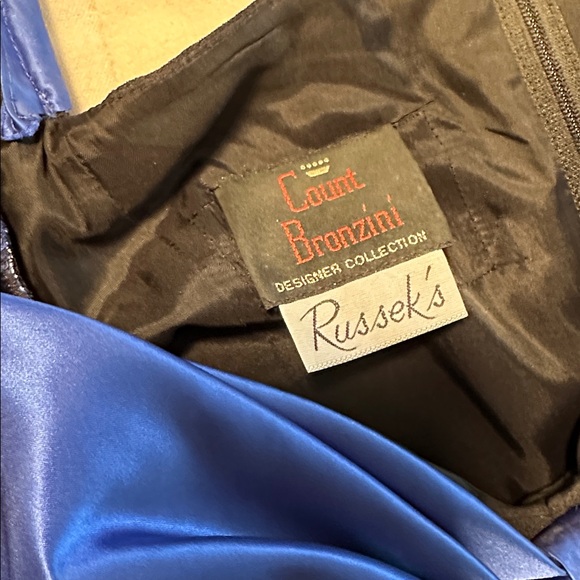 Count
Bronzini
DESIGNER COLLECTION
Russek's